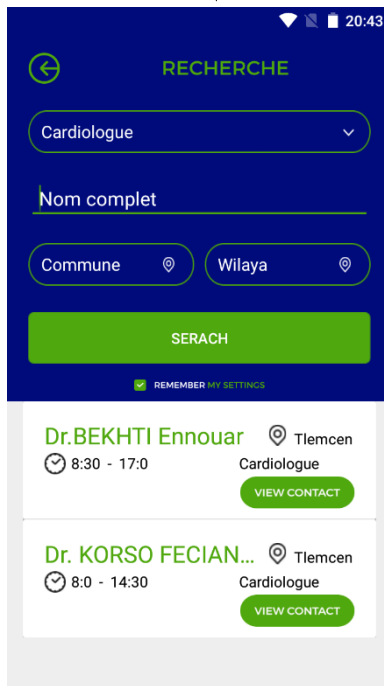 20:43
RECHERCHE
Cardiologue
Nom complet
Commune
Wilaya
SERACH
REMEMBER MY SETTINGS
Dr.BEKHTI Ennouar
Tlemcen
8:30 - 17:0
Cardiologue
VIEW CONTACT
Dr. KORSO FECIAN...
Tlemcen
8:0 - 14:30
Cardiologue
VIEW CONTACT